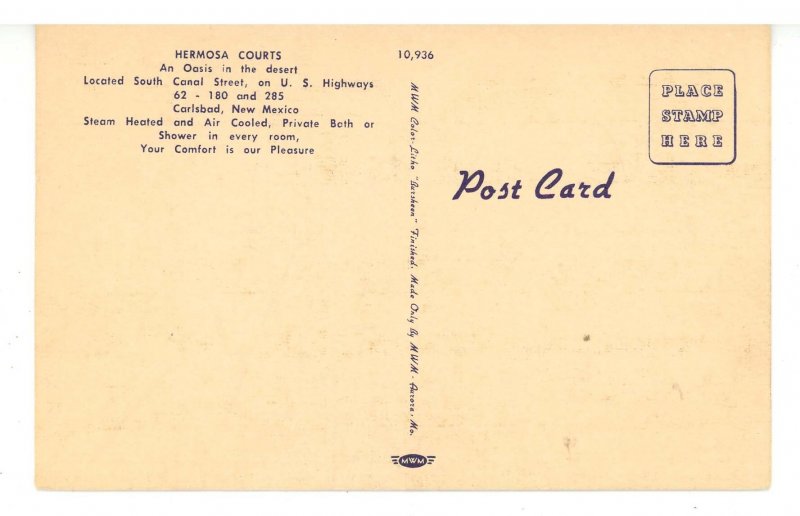 HERMOSA COURTS
An Oasis in the desert
Located South Canal Street, on U. S. Highways
62 - 180 and 285
Carlsbad, New Mexico
Steam Heated and Air Cooled, Private Bath or
Shower in every room,
Your Comfort is our Pleasure
10,936
MWM Color-Litho "Lursheen" Finished. Made Only By MWM - Aurora, Mo.
MWM
Post Card
PLACE
STAMP
HERE